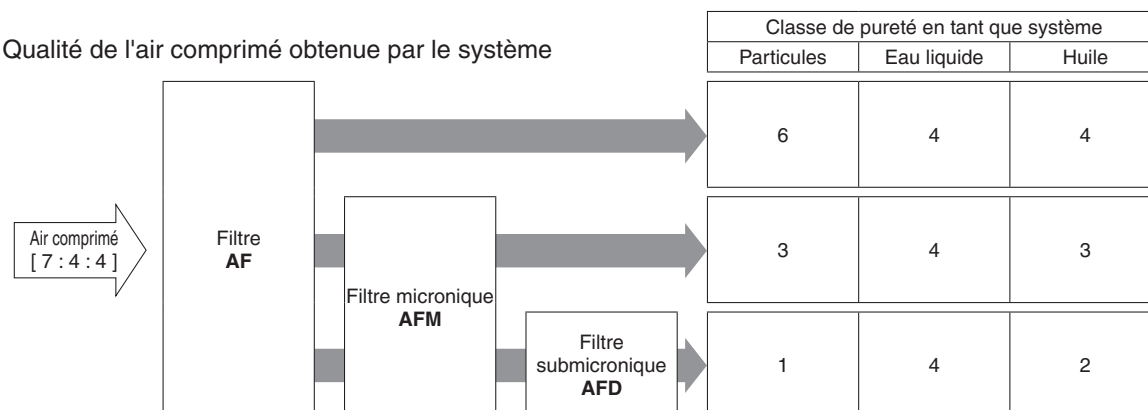 Qualité de l'air comprimé obtenue par le système
Classe de pureté en tant que système
Particules Eau liquide Huile
6 4 4
Air comprimé
[ 7 : 4 : 4 ]
Filtre
AF
3 4 3
Filtre micronique
AFM
Filtre
submicronique
AFD
1 4 2